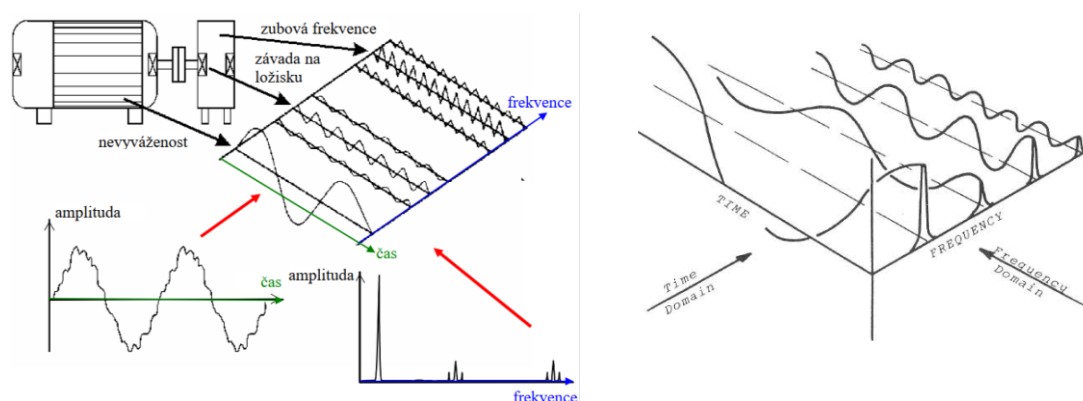 zubová frekvence
závada na
ložisku
nevyváženost
frekvence
čas
amplituda
čas
amplituda
frekvence
TIME
FREQUENCY
Time
Domain
Frequency
Domain